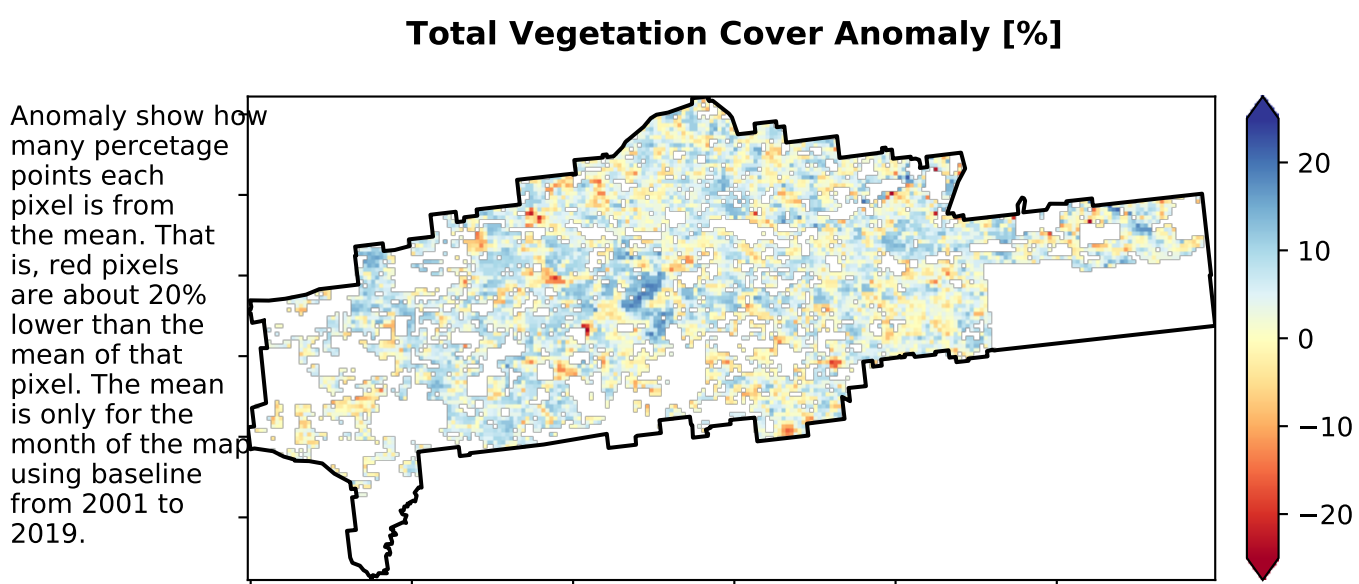 Total Vegetation Cover Anomaly [%]
Anomaly show how
many percetage
points each
pixel is from
the mean. That
is, red pixels
are about 20%
lower than the
mean of that
pixel. The mean
is only for the
month of the map
using baseline
from 2001 to
2019.
20
10
0
−10
−20